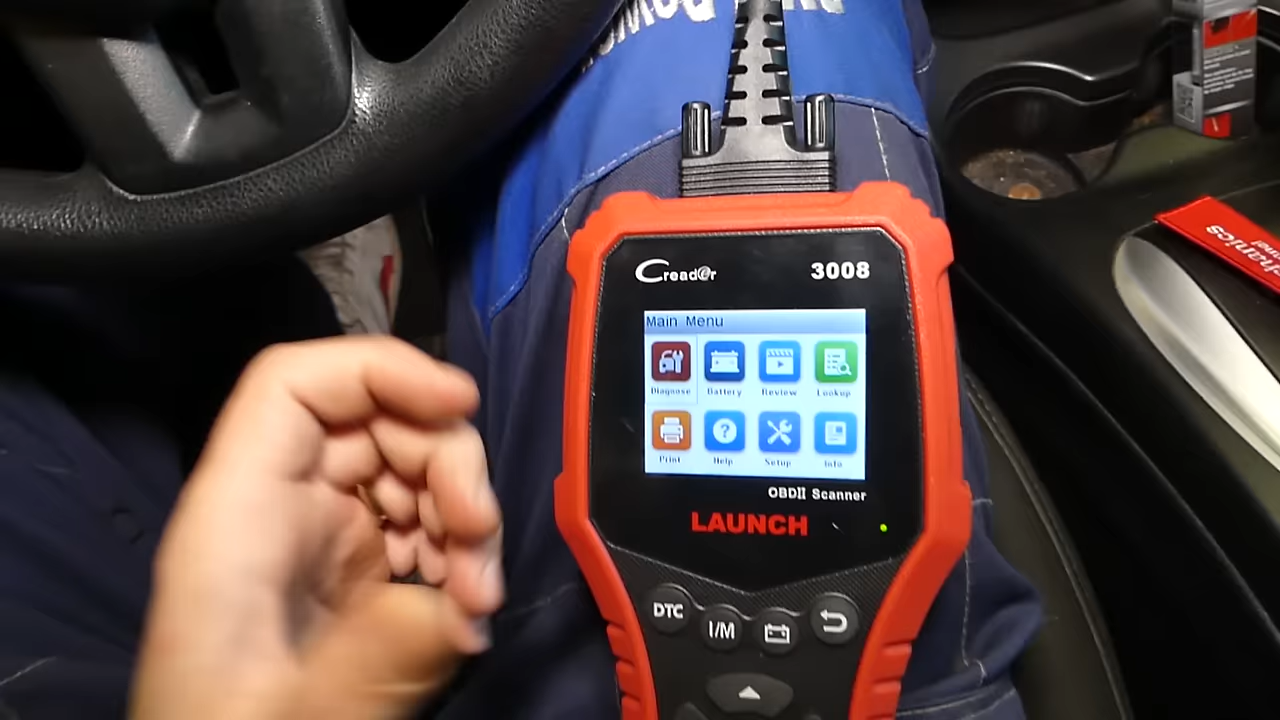 Creader
3008
Main Menu
Diagnose
Battery
Review
Lookup
Print
Help
Setup
Info
OBDII Scanner
LAUNCH
DTC
I/M